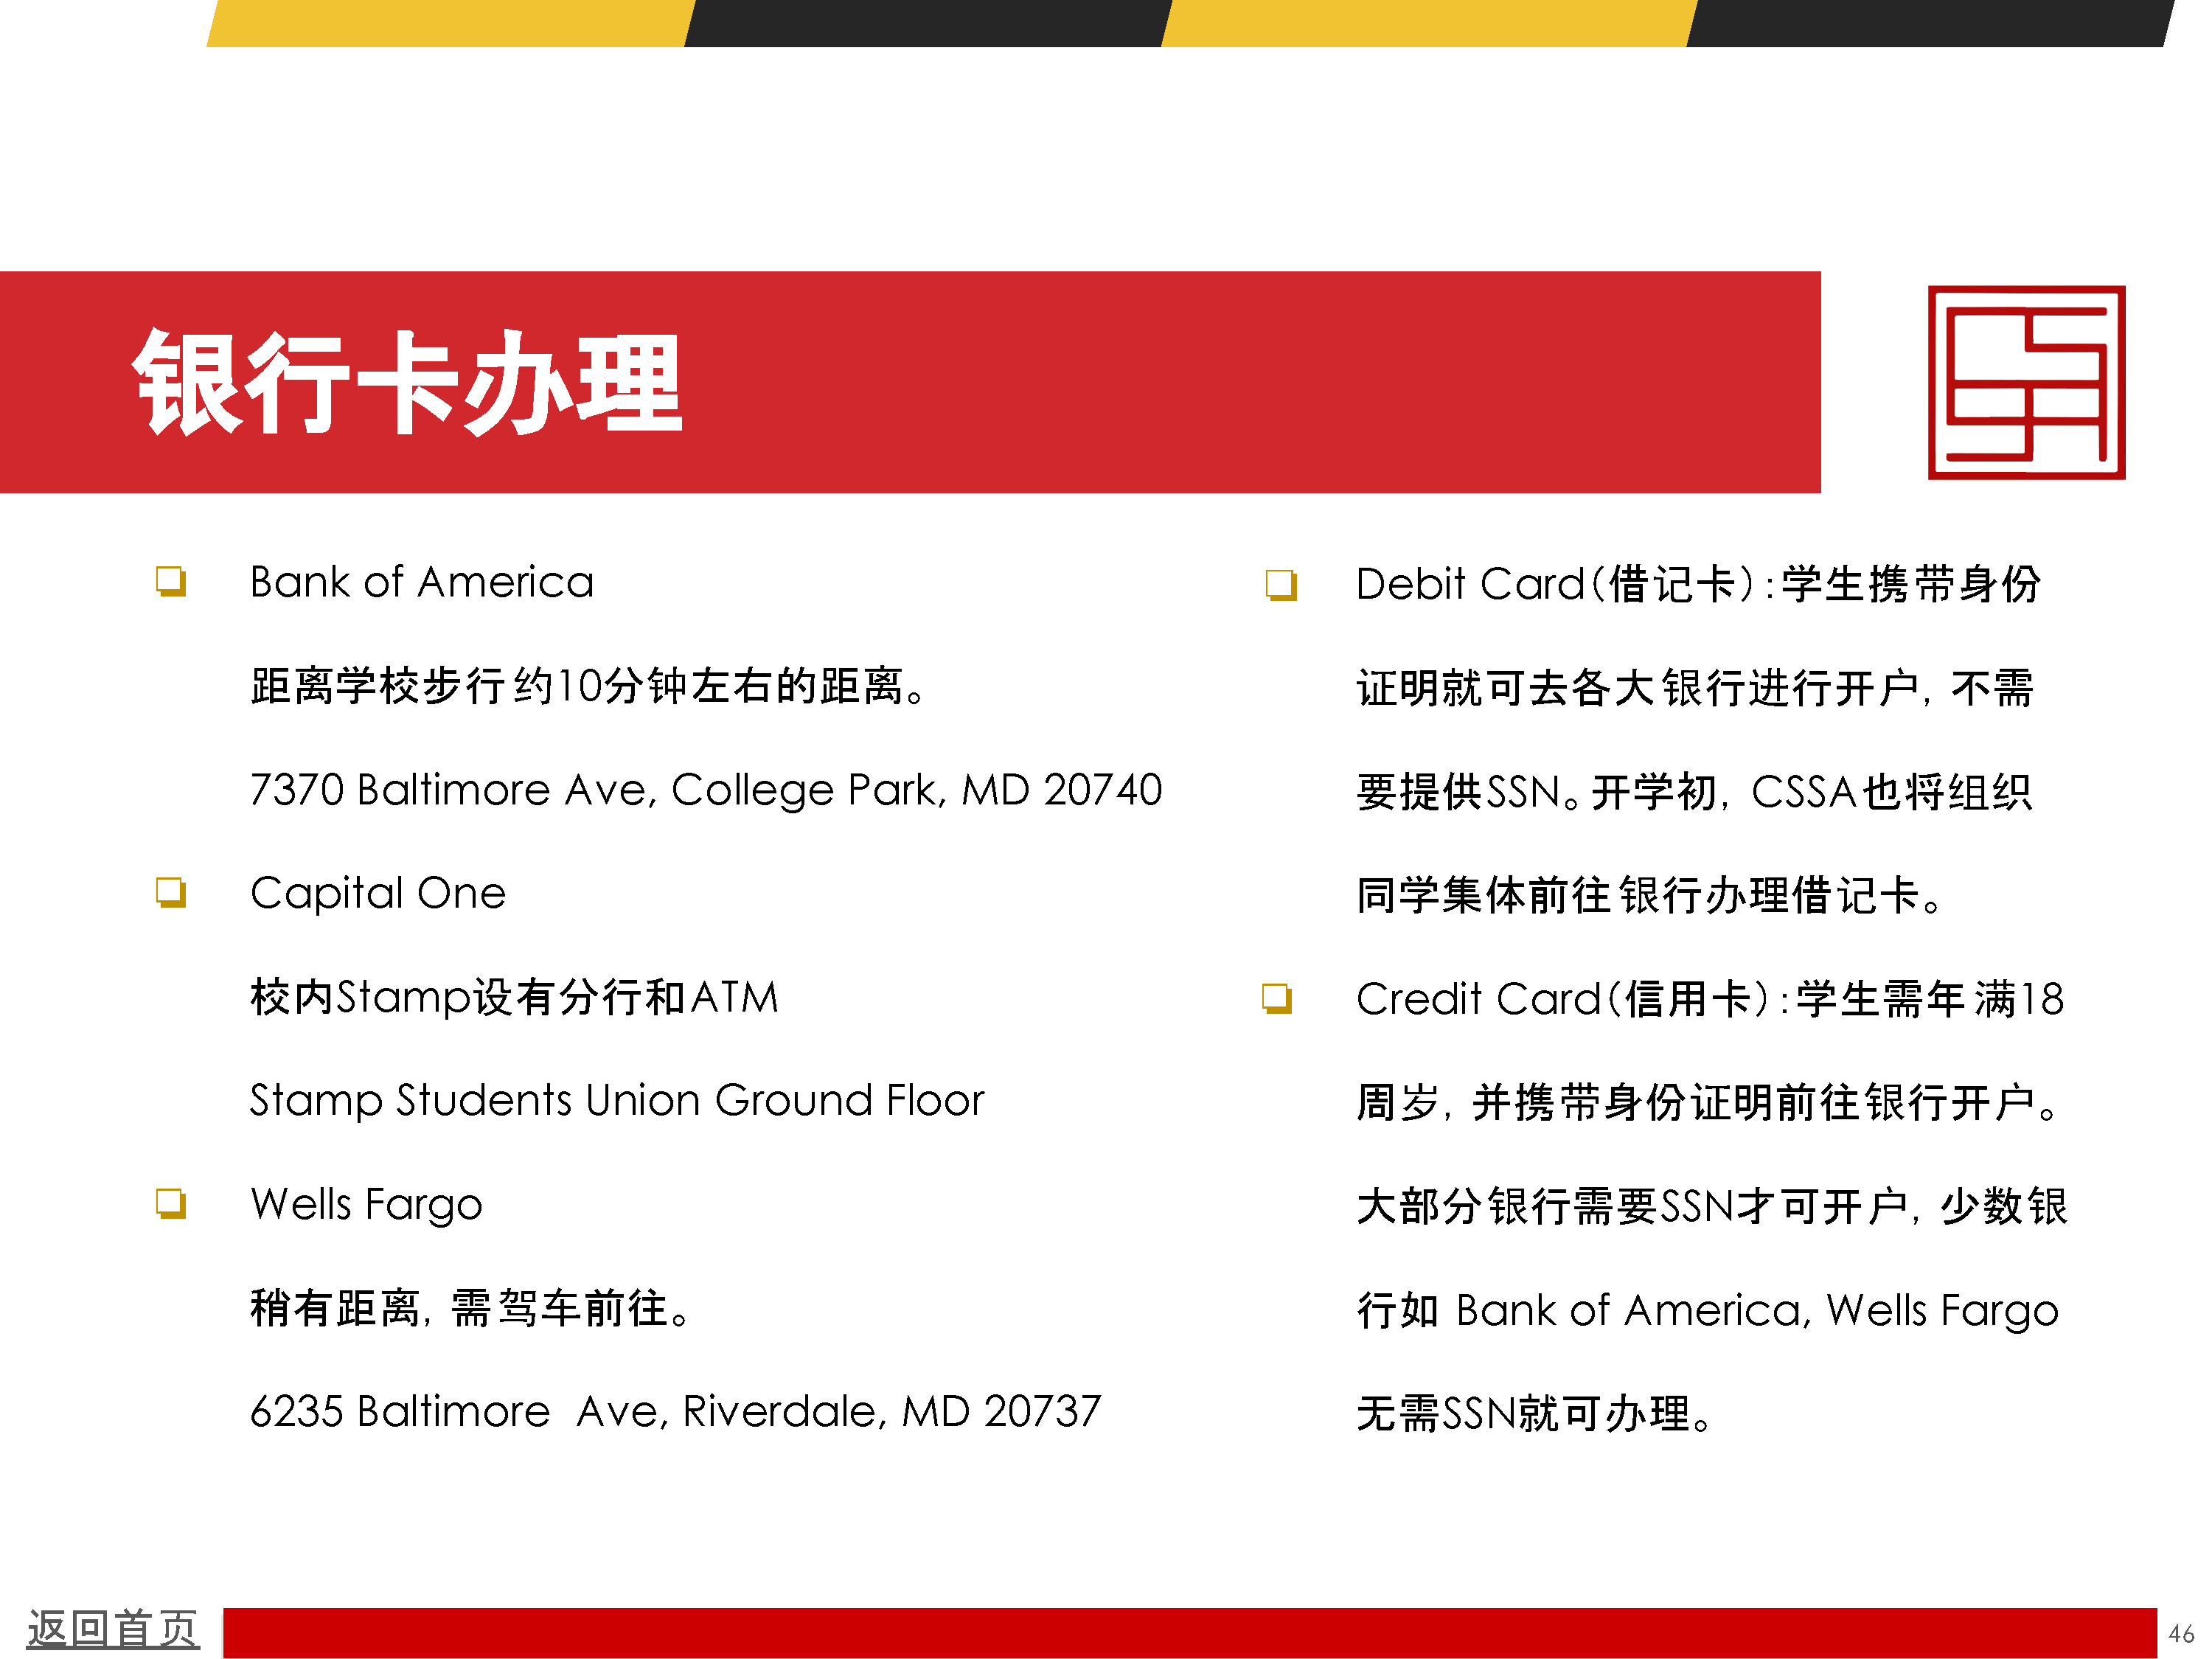 银行卡办理
Bank of America
距离学校步行约10分钟左右的距离。
7370 Baltimore Ave, College Park, MD 20740
Capital One
校内Stamp设有分行和ATM
Stamp Students Union Ground Floor
Wells Fargo
稍有距离，需驾车前往。
6235 Baltimore Ave, Riverdale, MD 20737
Debit Card（借记卡）：学生携带身份
证明就可去各大银行进行开户，不需
要提供SSN。开学初，CSSA也将组织
同学集体前往银行办理借记卡。
Credit Card（信用卡）：学生需年满18
周岁，并携带身份证明前往银行开户。
大部分银行需要SSN才可开户，少数银
行如 Bank of America, Wells Fargo
无需SSN就可办理。
返回首页
46